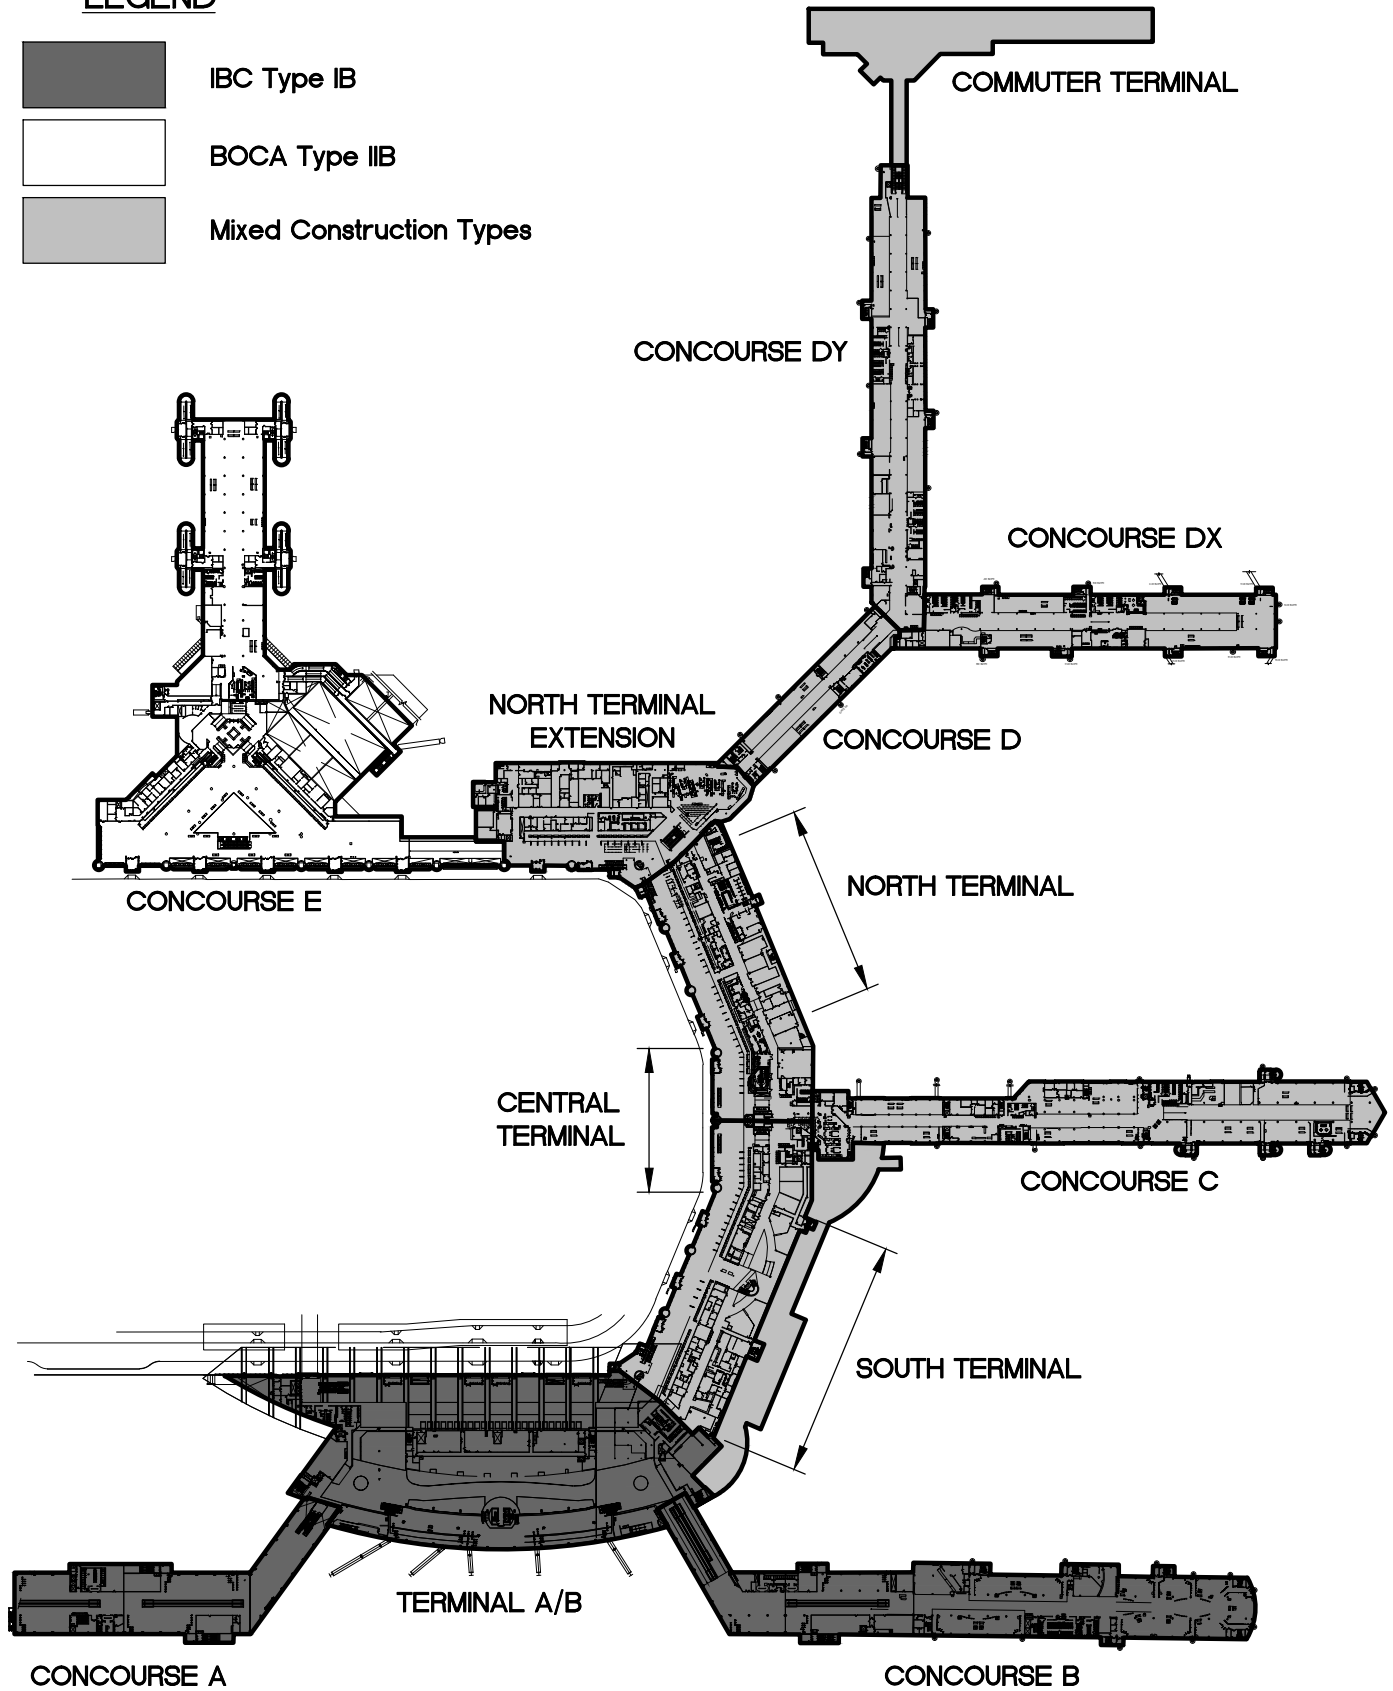 LEGEND
IBC Type IB
BOCA Type IIB
Mixed Construction Types
COMMUTER TERMINAL
CONCOURSE DY
CONCOURSE DX
NORTH TERMINAL
EXTENSION
CONCOURSE D
CONCOURSE E
NORTH TERMINAL
CENTRAL
TERMINAL
CONCOURSE C
SOUTH TERMINAL
TERMINAL A/B
CONCOURSE A
CONCOURSE B